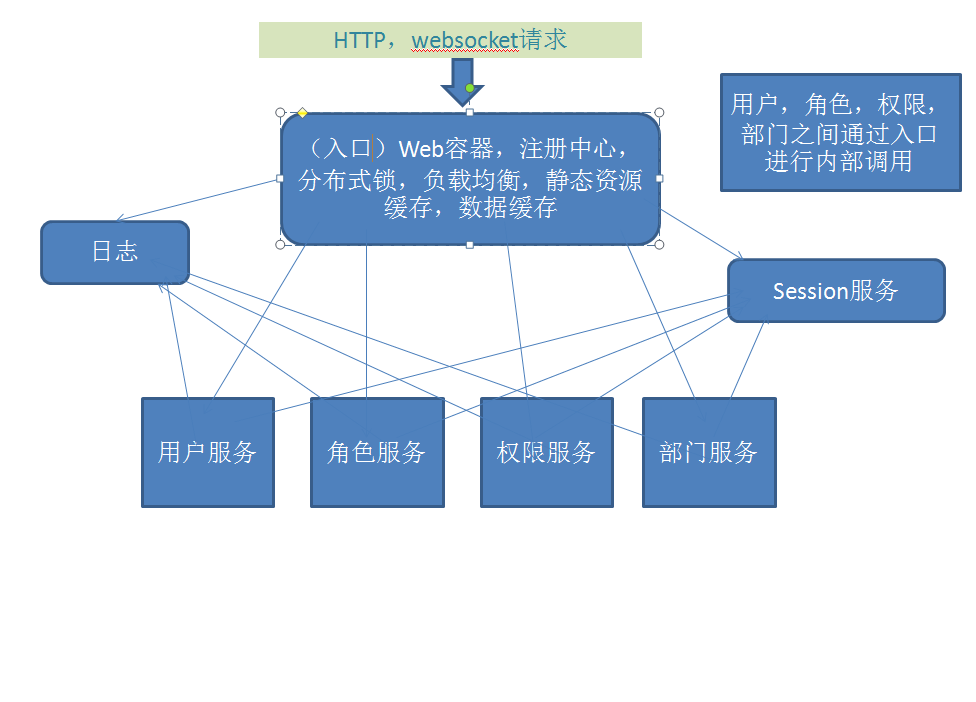 HTTP，websocket请求
（入口）Web容器，注册中心，
分布式锁，负载均衡，静态资源
缓存，数据缓存
用户，角色，权限，
部门之间通过入口
进行内部调用
日志
Session服务
用户服务
角色服务
权限服务
部门服务